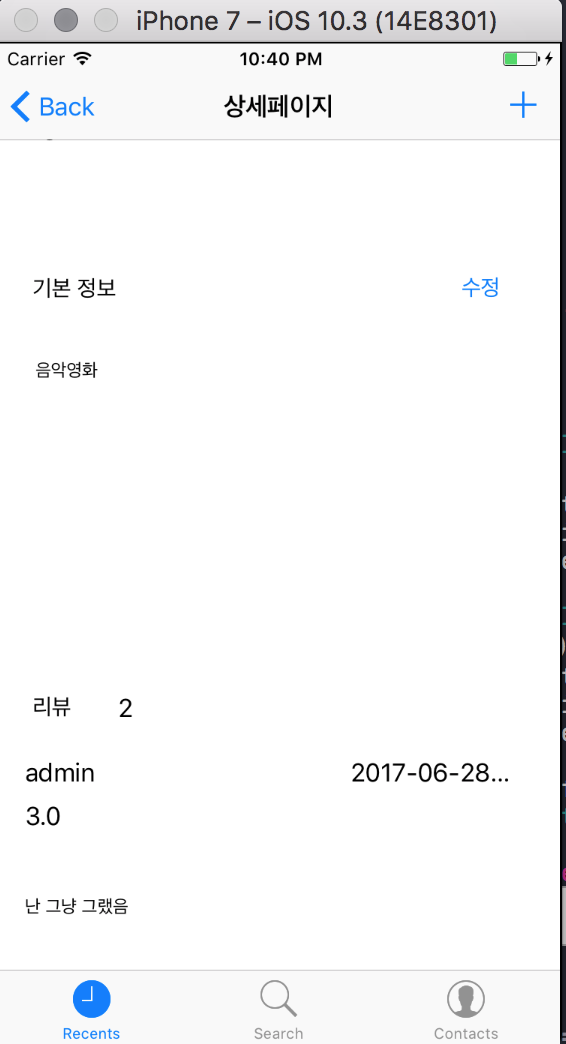 iPhone 7 – iOS 10.3 (14E8301)
Carrier 10:40 PM
Back 상세페이지 +
기본 정보 수정
음악영화
리뷰 2
admin 2017-06-28...
3.0
난 그냥 그랬음
Recents Search Contacts